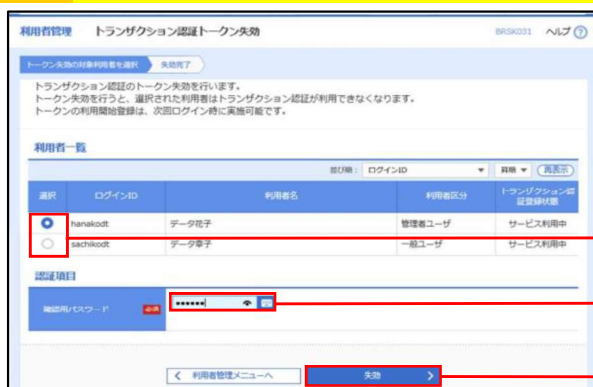 利用者管理 トランザクション認証トークン失効 BRSK031 ヘルプ ?
トークン失効の対象利用者を選択 失効完了
トランザクション認証のトークン失効を行います。
トークン失効を行うと、選択された利用者はトランザクション認証が利用できなくなります。
トークンの利用開始登録は、次回ログイン時に実施可能です。
利用者一覧
並び順： ログインID 昇順 再表示
選択 ログインID 利用者名 利用者区分 トランザクション認証登録状態
hanakodt データ花子 管理者ユーザ サービス利用中
sachikodt データ幸子 一般ユーザ サービス利用中
認証項目
確認用パスワード 必須 ••••••
利用者管理メニューへ 失効